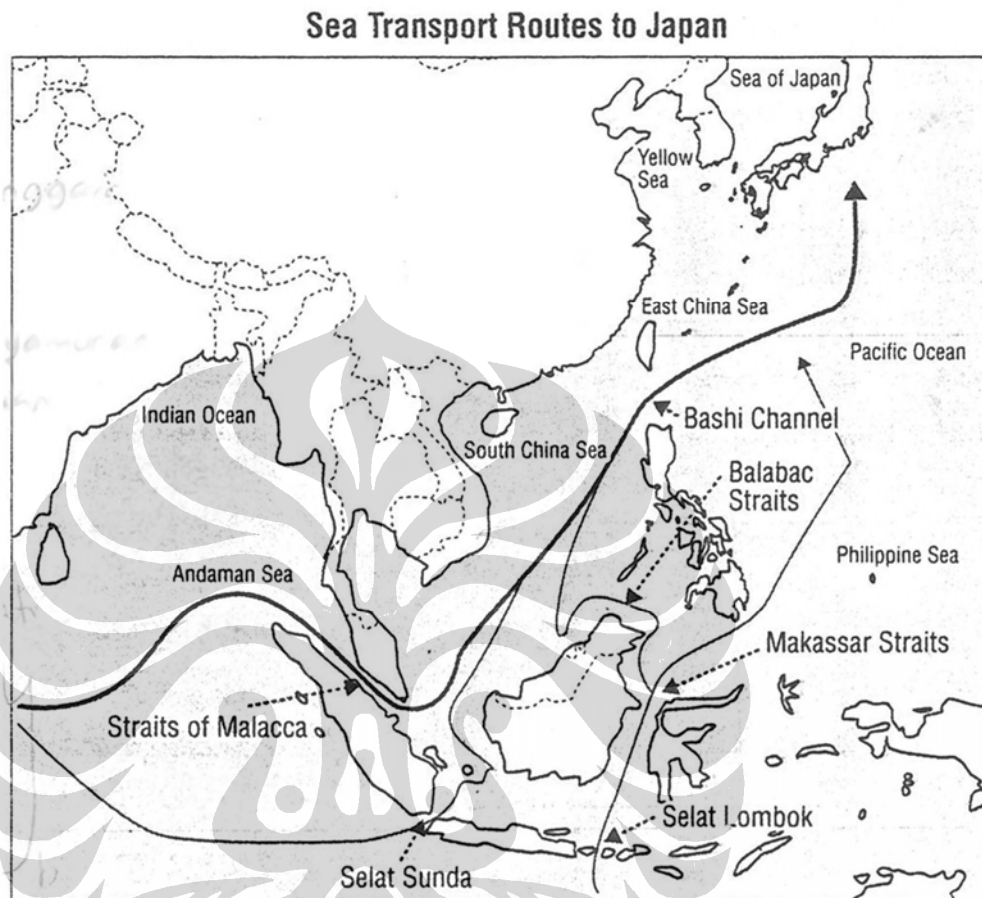 Sea Transport Routes to Japan
Sea of Japan
Yellow
Sea
East China Sea
Pacific Ocean
Indian Ocean
Bashi Channel
South China Sea
Balabac
Straits
Andaman Sea
Philippine Sea
Makassar Straits
Straits of Malacca
Selat Lombok
Selat Sunda